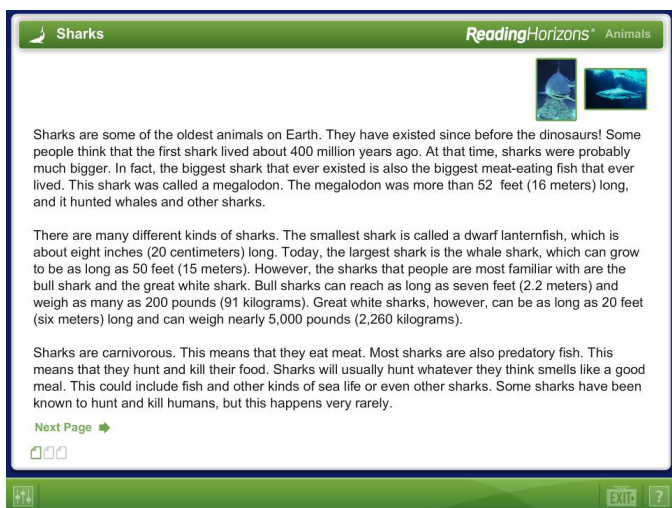 Sharks
ReadingHorizons® Animals
Sharks are some of the oldest animals on Earth. They have existed since before the dinosaurs! Some
people think that the first shark lived about 400 million years ago. At that time, sharks were probably
much bigger. In fact, the biggest shark that ever existed is also the biggest meat-eating fish that ever
lived. This shark was called a megalodon. The megalodon was more than 52 feet (16 meters) long,
and it hunted whales and other sharks.
There are many different kinds of sharks. The smallest shark is called a dwarf lanternfish, which is
about eight inches (20 centimeters) long. Today, the largest shark is the whale shark, which can grow
to be as long as 50 feet (15 meters). However, the sharks that people are most familiar with are the
bull shark and the great white shark. Bull sharks can reach as long as seven feet (2.2 meters) and
weigh as many as 200 pounds (91 kilograms). Great white sharks, however, can be as long as 20 feet
(six meters) long and can weigh nearly 5,000 pounds (2,260 kilograms).
Sharks are carnivorous. This means that they eat meat. Most sharks are also predatory fish. This
means that they hunt and kill their food. Sharks will usually hunt whatever they think smells like a good
meal. This could include fish and other kinds of sea life or even other sharks. Some sharks have been
known to hunt and kill humans, but this happens very rarely.
Next Page
EXIT ?